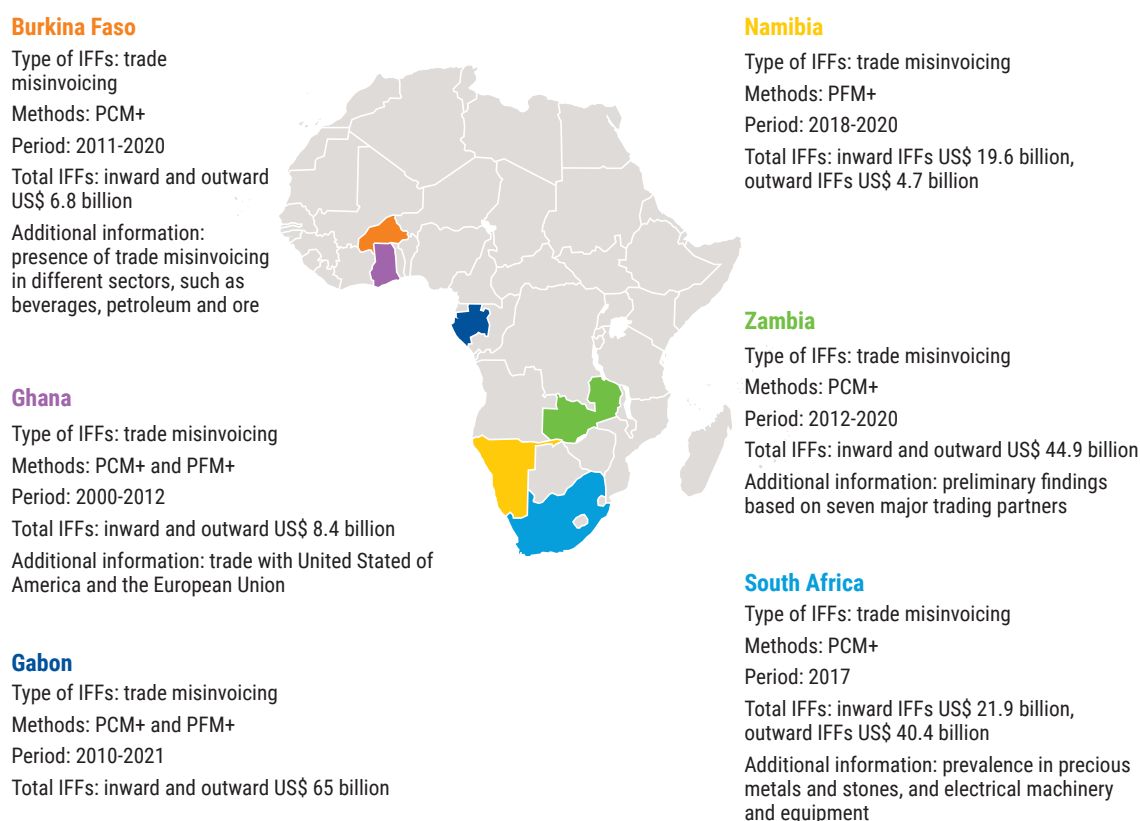 Burkina Faso
Type of IFFs: trade
misinvoicing
Methods: PCM+
Period: 2011-2020
Total IFFs: inward and outward
US$ 6.8 billion
Additional information:
presence of trade misinvoicing
in different sectors, such as
beverages, petroleum and ore
Ghana
Type of IFFs: trade misinvoicing
Methods: PCM+ and PFM+
Period: 2000-2012
Total IFFs: inward and outward US$ 8.4 billion
Additional information: trade with United Stated of
America and the European Union
Gabon
Type of IFFs: trade misinvoicing
Methods: PCM+ and PFM+
Period: 2010-2021
Total IFFs: inward and outward US$ 65 billion
Namibia
Type of IFFs: trade misinvoicing
Methods: PFM+
Period: 2018-2020
Total IFFs: inward IFFs US$ 19.6 billion,
outward IFFs US$ 4.7 billion
Zambia
Type of IFFs: trade misinvoicing
Methods: PCM+
Period: 2012-2020
Total IFFs: inward and outward US$ 44.9 billion
Additional information: preliminary findings
based on seven major trading partners
South Africa
Type of IFFs: trade misinvoicing
Methods: PCM+
Period: 2017
Total IFFs: inward IFFs US$ 21.9 billion,
outward IFFs US$ 40.4 billion
Additional information: prevalence in precious
metals and stones, and electrical machinery
and equipment